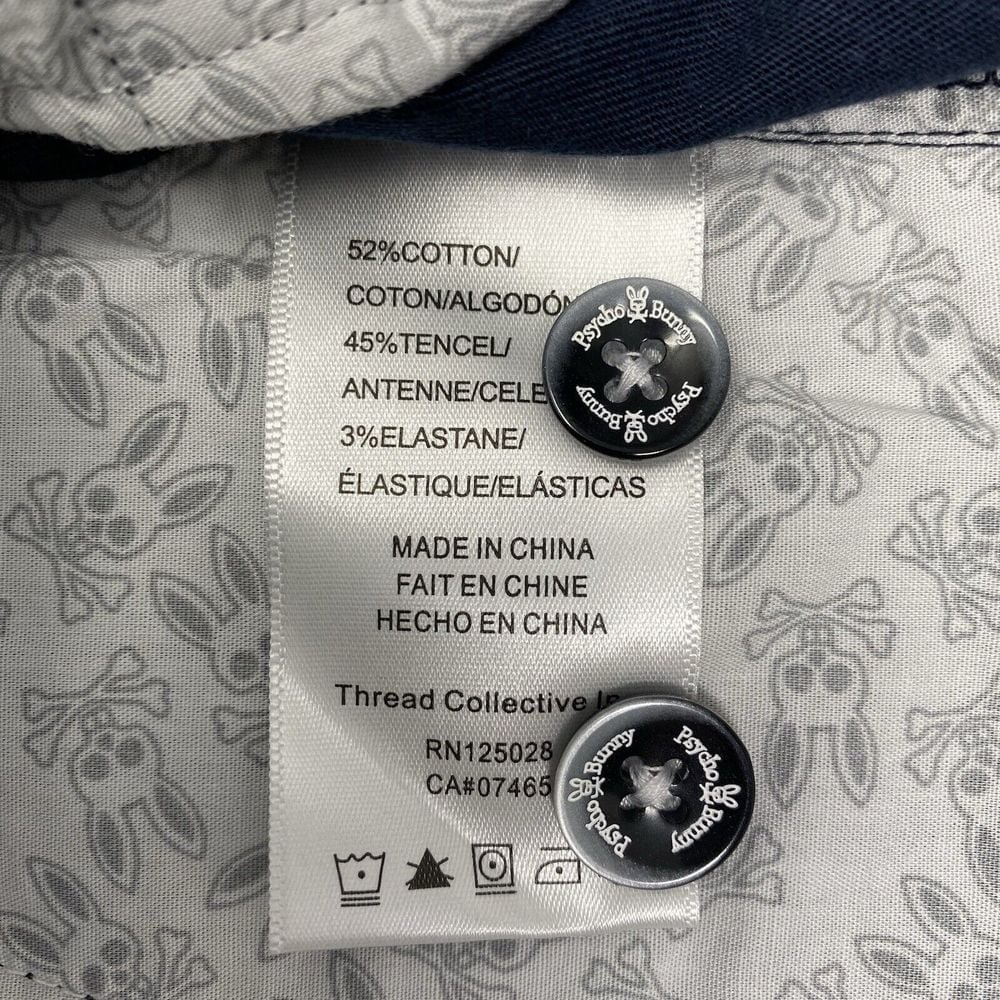 52%COTTON/
COTON/ALGODÓN
45%TENCEL/
ANTENNE/CELE
3%ELASTANE/
ÉLASTIQUE/ELÁSTICAS
MADE IN CHINA
FAIT EN CHINE
HECHO EN CHINA
Thread Collective
RN125028
CA#07465
Psycho Bunny
Psycho Bunny
Psycho Bunny
Psycho Bunny